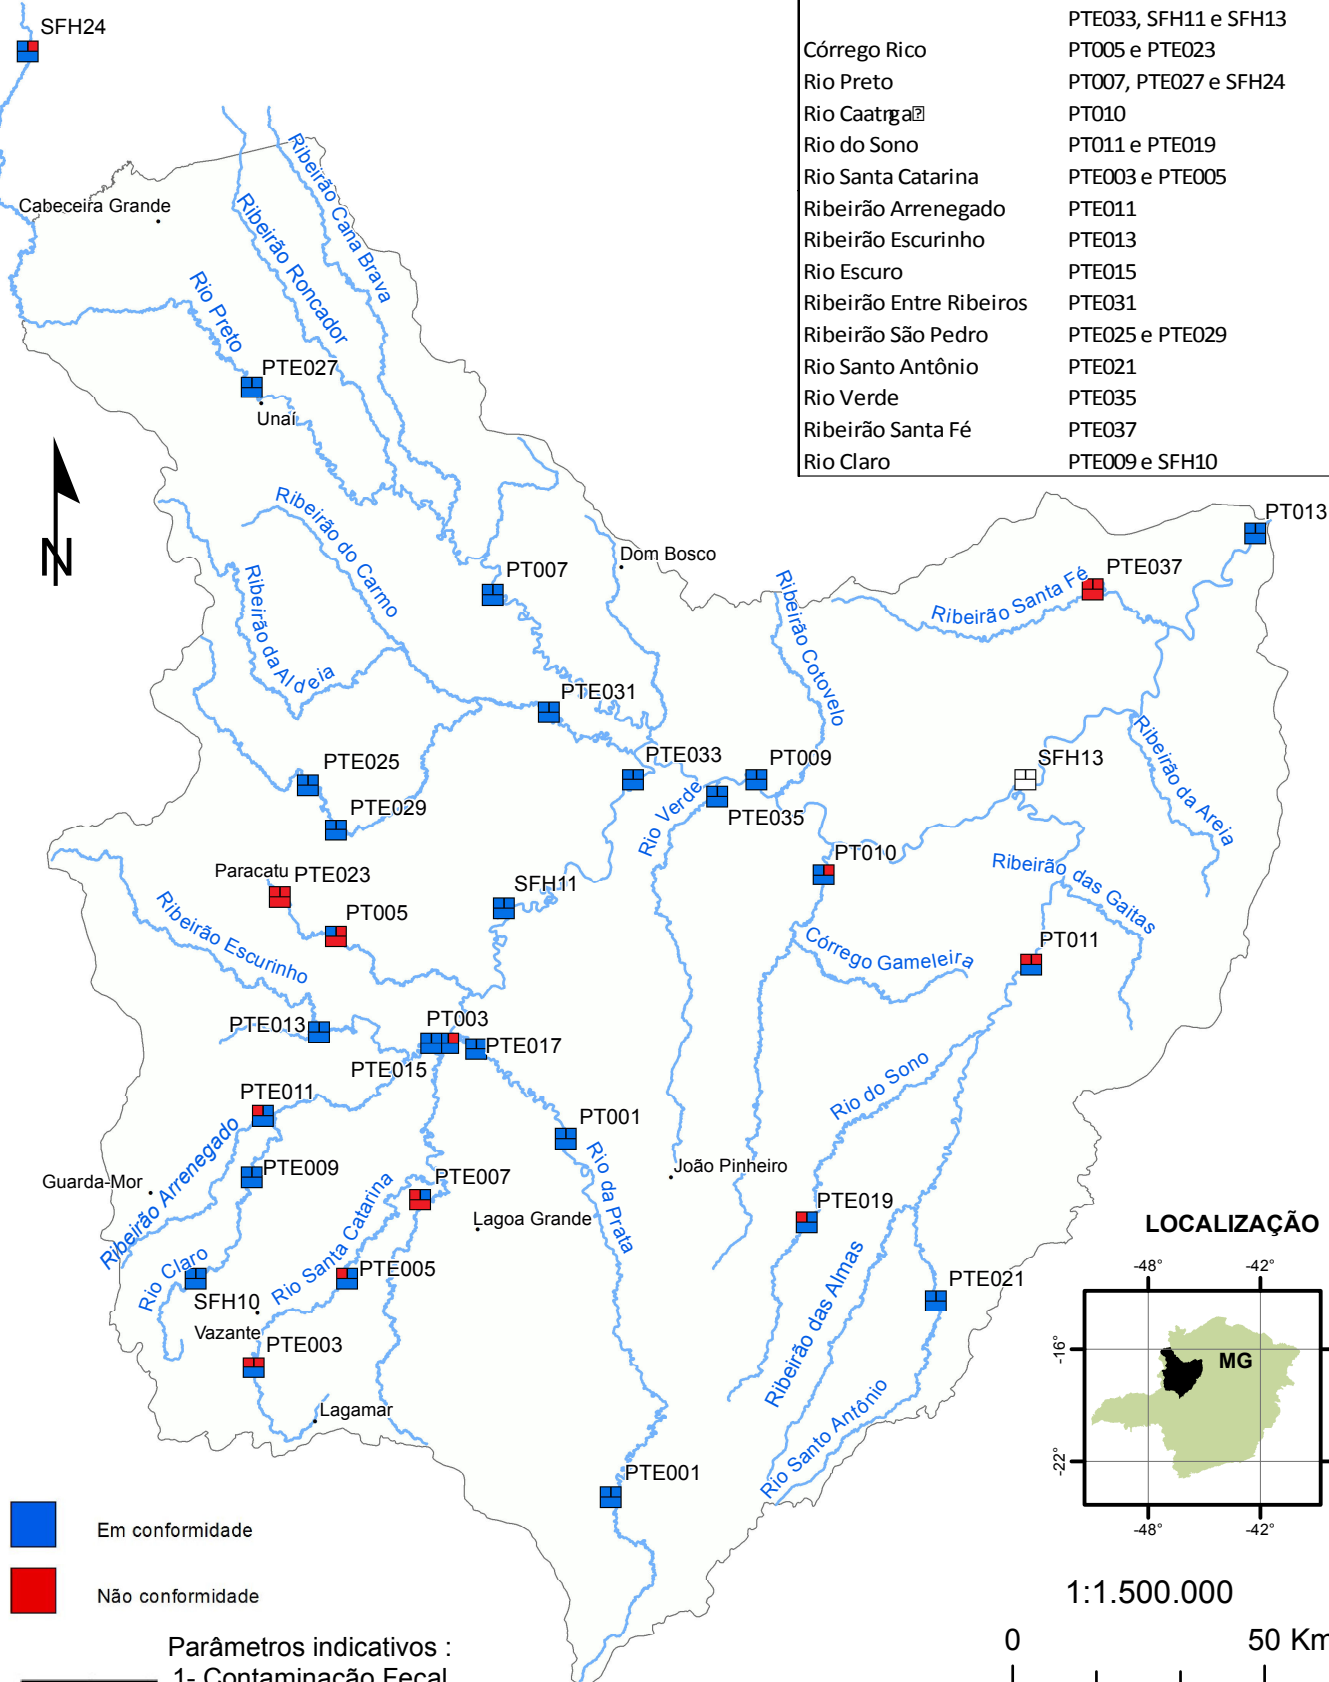 SFH24
PTE033, SFH11 e SFH13
Córrego Rico PT005 e PTE023
Rio Preto PT007, PTE027 e SFH24
PT010
Rio do Sono PT011 e PTE019
Rio Santa Catarina PTE003 e PTE005
Ribeirão Arrenegado PTE011
Ribeirão Escurinho PTE013
Rio Escuro PTE015
Ribeirão Entre Ribeiros PTE031
Ribeirão São Pedro PTE025 e PTE029
Rio Santo Antônio PTE021
Rio Verde PTE035
Ribeirão Santa Fé PTE037
Rio Claro PTE009 e SFH10
Ribeirão Cana Brava
Cabeceira Grande
Ribeirão Roncador
Rio Preto
PTE027
Unaí
N
Ribeirão do Carmo
PT013
Dom Bosco
PT007
PTE037
Ribeirão da Aldeia
Ribeirão Cotovelo
Ribeirão Santa Fé
PTE031
PTE025
PTE033
PT009
SFH13
Ribeirão da Areia
PTE029
Rio Verde
PTE035
PT010
Paracatu
PTE023
SFH11
Ribeirão das Gaitas
PT005
Ribeirão Escurinho
Córrego Gameleira
PT011
PTE013
PT003
PTE017
PTE015
Rio do Sono
PTE011
PT001
Ribeirão Arrenegado
PTE009
Rio da Prata
João Pinheiro
Guarda-Mor
PTE007
Rio Santa Catarina
Lagoa Grande
PTE019
LOCALIZAÇÃO
Rio Claro
PTE005
Ribeirão das Almas
PTE021
-48°
-42°
SFH10
Vazante
PTE003
-16°
MG
Lagamar
Rio Santo Antônio
-22°
PTE001
-48°
-42°
Em conformidade
Não conformidade
1:1.500.000
Parâmetros indicativos :
0 50 Km
1- Contaminação Fecal